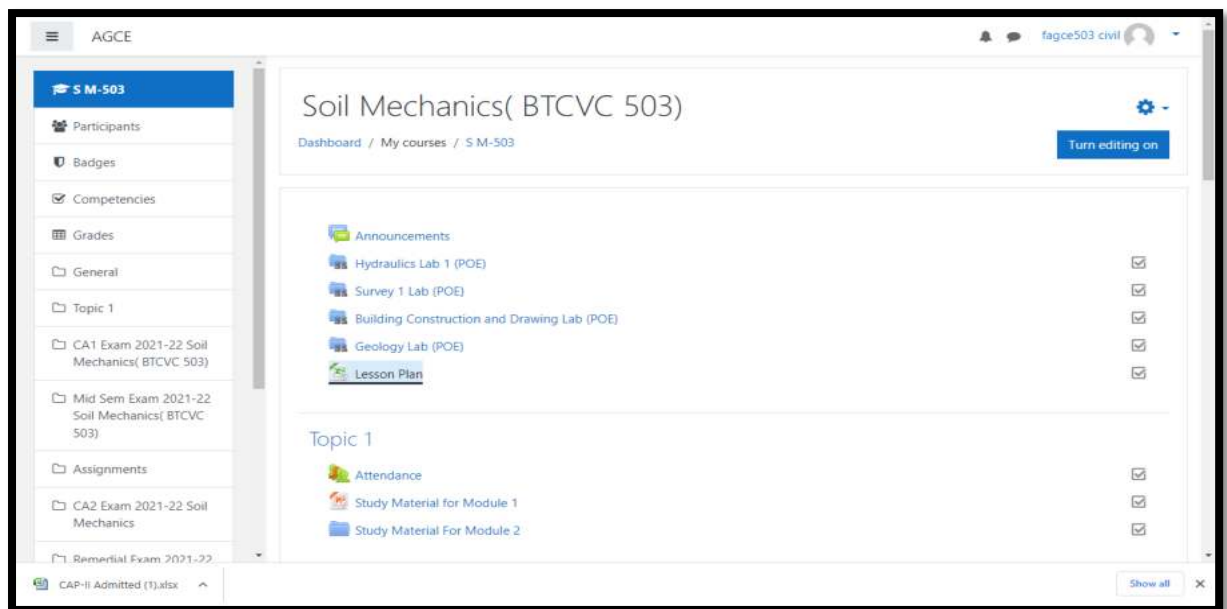 AGCE
fagce503 civil
S M-503
Participants
Badges
Competencies
Grades
General
Topic 1
CA1 Exam 2021-22 Soil
Mechanics( BTCVC 503)
Mid Sem Exam 2021-22
Soil Mechanics( BTCVC
503)
Assignments
CA2 Exam 2021-22 Soil
Mechanics
Remedial Exam 2021-22
Soil Mechanics( BTCVC 503)
Dashboard / My courses / S M-503
Turn editing on
Announcements
Hydraulics Lab 1 (POE)
Survey 1 Lab (POE)
Building Construction and Drawing Lab (POE)
Geology Lab (POE)
Lesson Plan
Topic 1
Attendance
Study Material for Module 1
Study Material For Module 2
CAP-II Admitted (1).xlsx
Show all